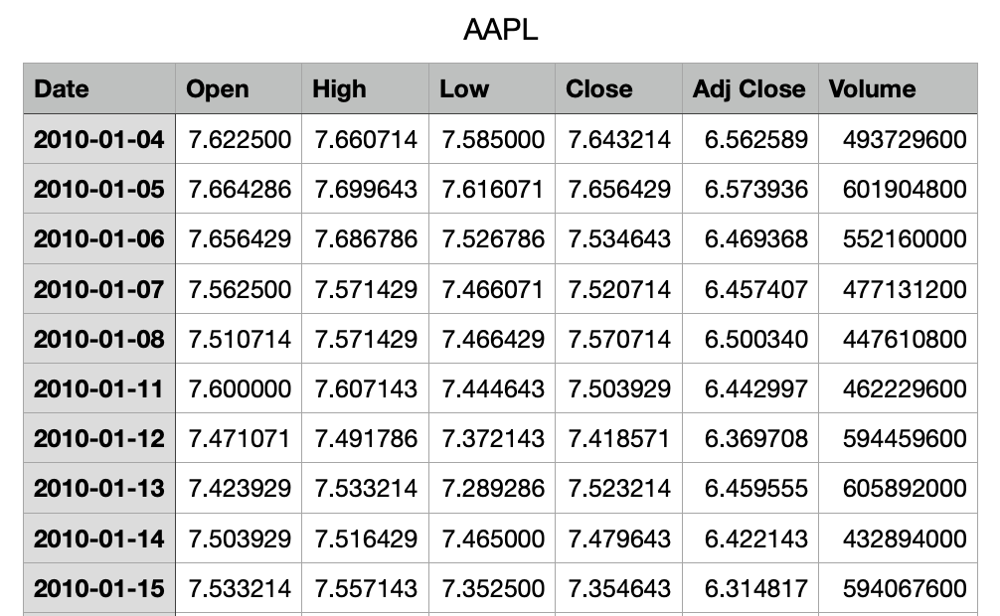 AAPL
Date Open High Low Close Adj Close Volume
2010-01-04 7.622500 7.660714 7.585000 7.643214 6.562589 493729600
2010-01-05 7.664286 7.699643 7.616071 7.656429 6.573936 601904800
2010-01-06 7.656429 7.686786 7.526786 7.534643 6.469368 552160000
2010-01-07 7.562500 7.571429 7.466071 7.520714 6.457407 477131200
2010-01-08 7.510714 7.571429 7.466429 7.570714 6.500340 447610800
2010-01-11 7.600000 7.607143 7.444643 7.503929 6.442997 462229600
2010-01-12 7.471071 7.491786 7.372143 7.418571 6.369708 594459600
2010-01-13 7.423929 7.533214 7.289286 7.523214 6.459555 605892000
2010-01-14 7.503929 7.516429 7.465000 7.479643 6.422143 432894000
2010-01-15 7.533214 7.557143 7.352500 7.354643 6.314817 594067600